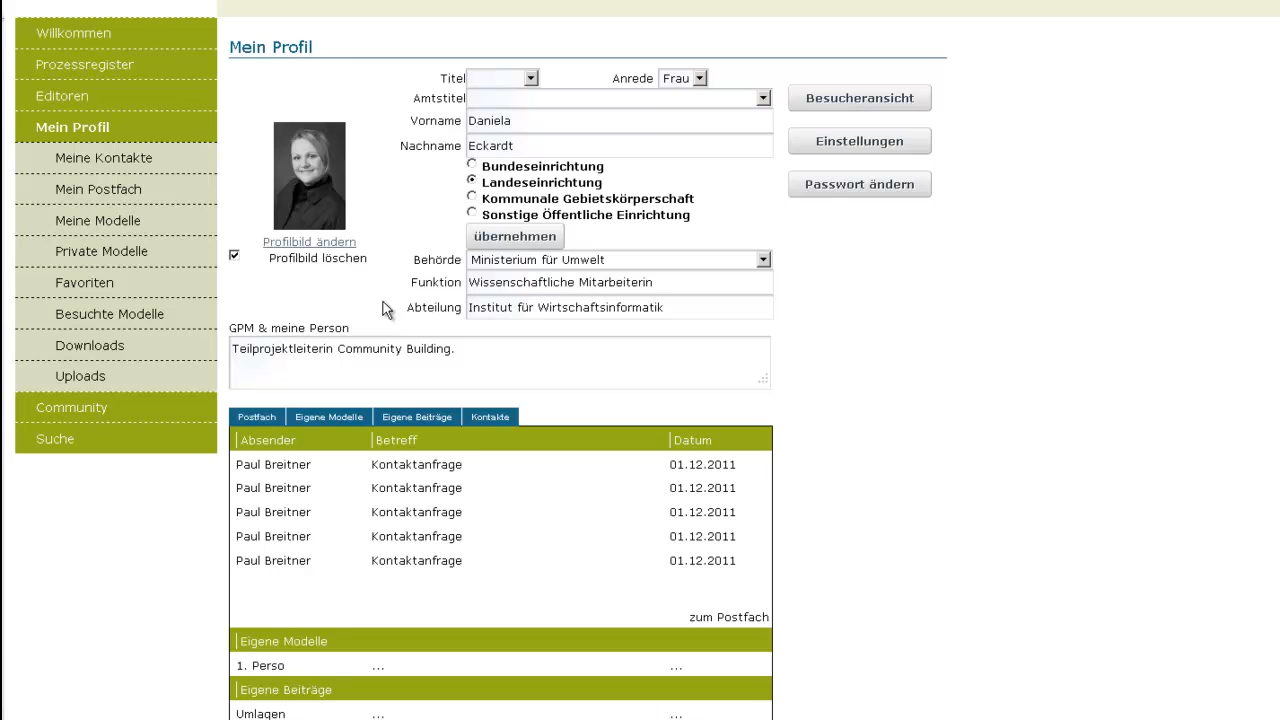 Willkommen
Prozessregister
Editoren
Mein Profil
Meine Kontakte
Mein Postfach
Meine Modelle
Private Modelle
Favoriten
Besuchte Modelle
Downloads
Uploads
Community
Suche
Mein Profil
Titel Anrede Frau
Amtstitel
Vorname Daniela
Nachname Eckardt
Bundeseinrichtung
Landeseinrichtung
Kommunale Gebietskörperschaft
Sonstige Öffentliche Einrichtung
übernehmen
Profilbild ändern
Profilbild löschen
Behörde Ministerium für Umwelt
Funktion Wissenschaftliche Mitarbeiterin
Abteilung Institut für Wirtschaftsinformatik
Besucheransicht
Einstellungen
Passwort ändern
GPM & meine Person
Teilprojektleiterin Community Building.
Postfach Eigene Modelle Eigene Beiträge Kontakte
Absender Betreff Datum
Paul Breitner Kontaktanfrage 01.12.2011
Paul Breitner Kontaktanfrage 01.12.2011
Paul Breitner Kontaktanfrage 01.12.2011
Paul Breitner Kontaktanfrage 01.12.2011
Paul Breitner Kontaktanfrage 01.12.2011
zum Postfach
Eigene Modelle
1. Perso ... ...
Eigene Beiträge
Umlagen ... ...